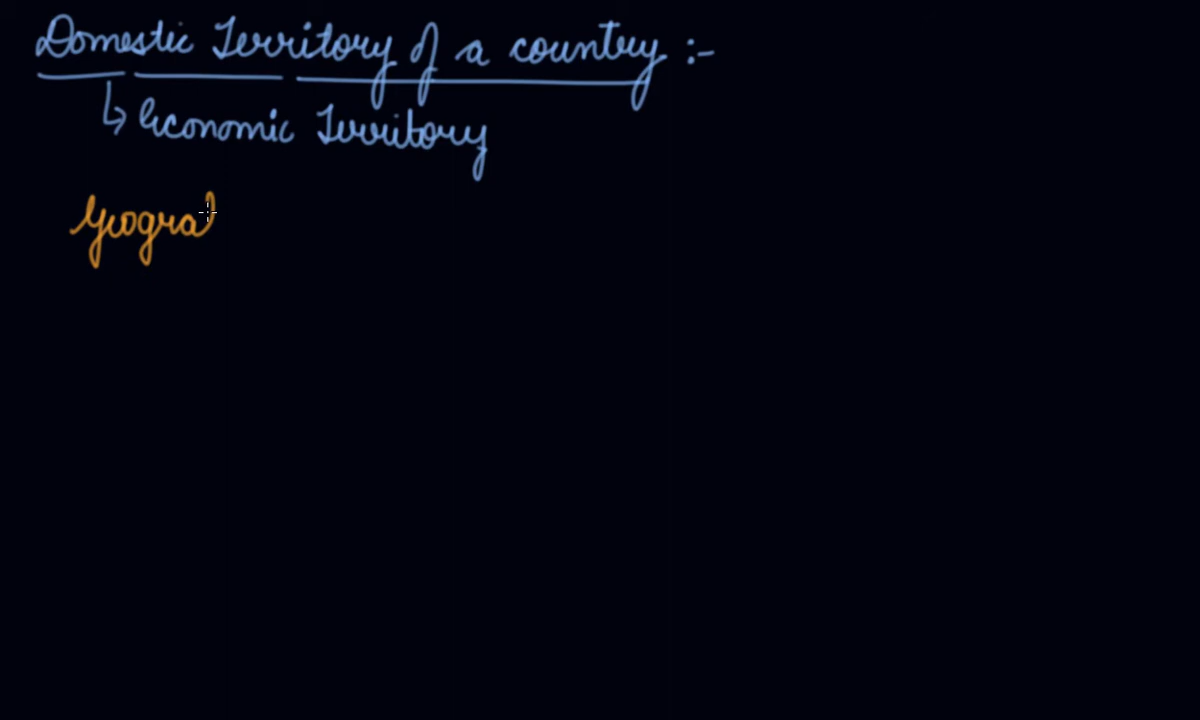 Domestic Territory of a country :-
↳ Economic Territory
Geogra